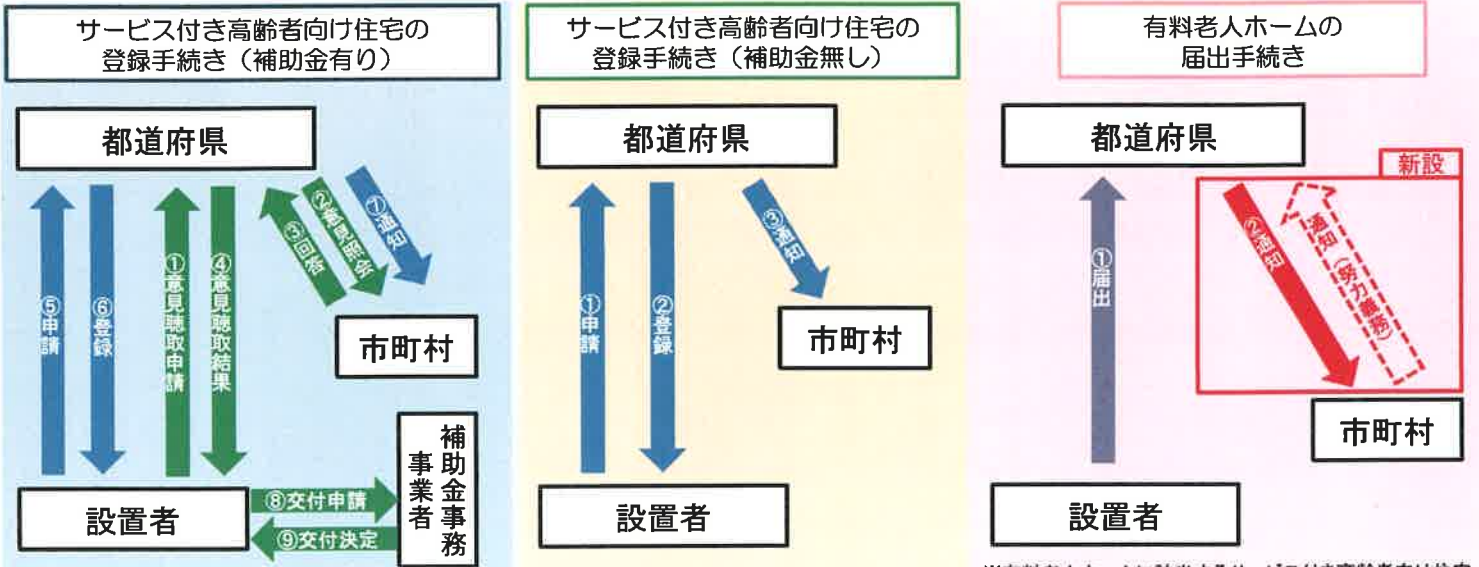 サービス付き高齢者向け住宅の
登録手続き（補助金有り）
都道府県
⑤申請
⑥登録
①意見聴取申請
④意見聴取結果
③回答
②意見照会
⑦通知
市町村
補助金事務
事業者
設置者
⑧交付申請
⑨交付決定
サービス付き高齢者向け住宅の
登録手続き（補助金無し）
都道府県
①申請
②登録
③通知
市町村
設置者
有料老人ホームの
届出手続き
都道府県
新設
①届出
②通知
通知（努力義務）
市町村
設置者